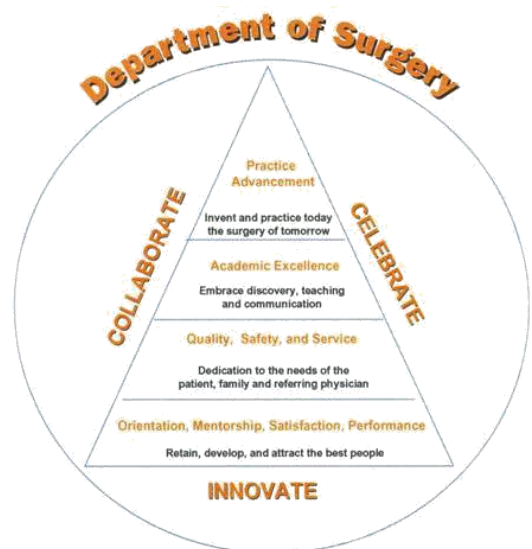 Department of Surgery
Practice
Advancement
Invent and practice today
the surgery of tomorrow
COLLABORATE
CELEBRATE
Academic Excellence
Embrace discovery, teaching
and communication
Quality, Safety, and Service
Dedication to the needs of the
patient, family and referring physician
Orientation, Mentorship, Satisfaction, Performance
Retain, develop, and attract the best people
INNOVATE